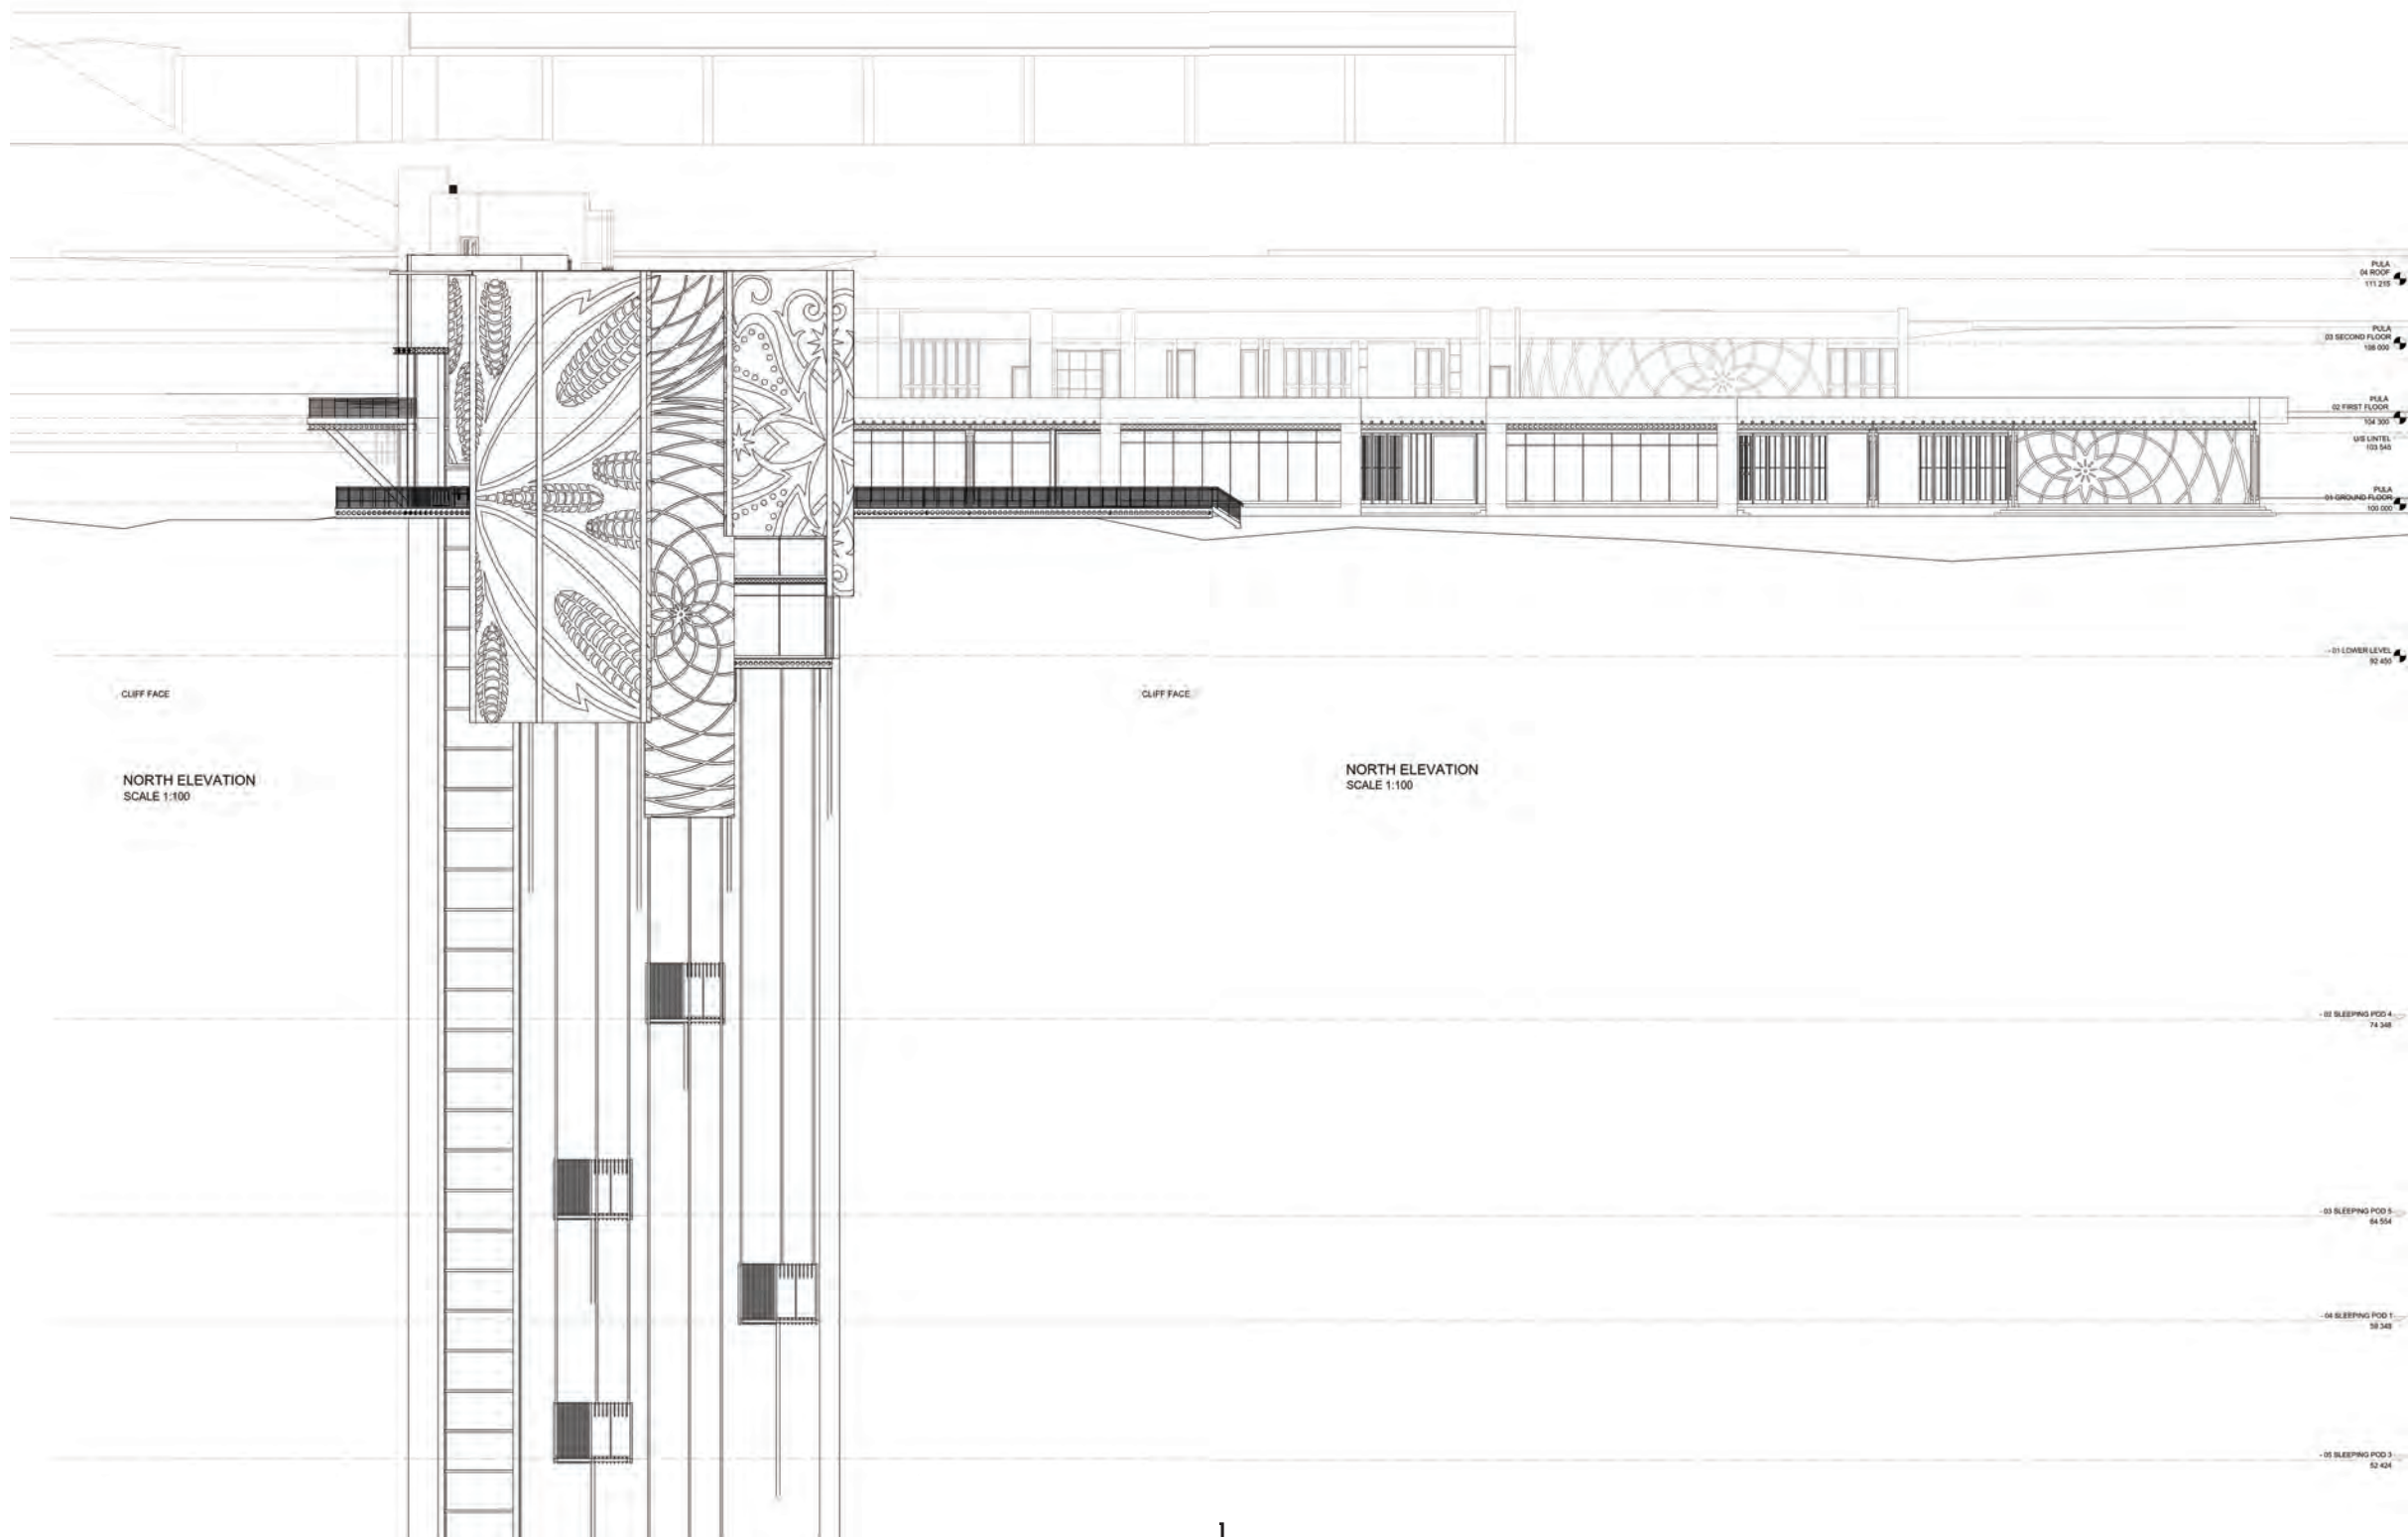 PULA
04 ROOF
111 215
PULA
03 SECOND FLOOR
108 000
PULA
02 FIRST FLOOR
104 300
U/S LINTEL
103 540
PULA
01 GROUND FLOOR
100 000
- 01 LOWER LEVEL
92 450
CLIFF FACE
CLIFF FACE
NORTH ELEVATION
SCALE 1:100
NORTH ELEVATION
SCALE 1:100
- 02 SLEEPING POD 4
74 348
- 03 SLEEPING POD 5
64 554
- 04 SLEEPING POD 1
59 348
- 05 SLEEPING POD 3
52 424
1